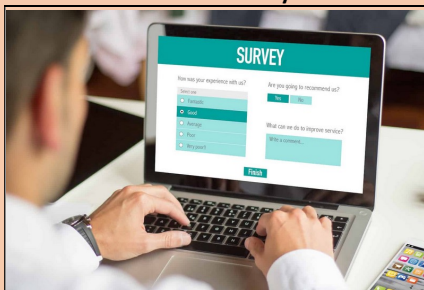 SURVEY
How was your experience with us?
Select one
Fantastic
Good
Average
Poor
Very poor!!
Are you going to recommend us?
Yes
No
What can we do to improve service?
Write a comment...
Finish